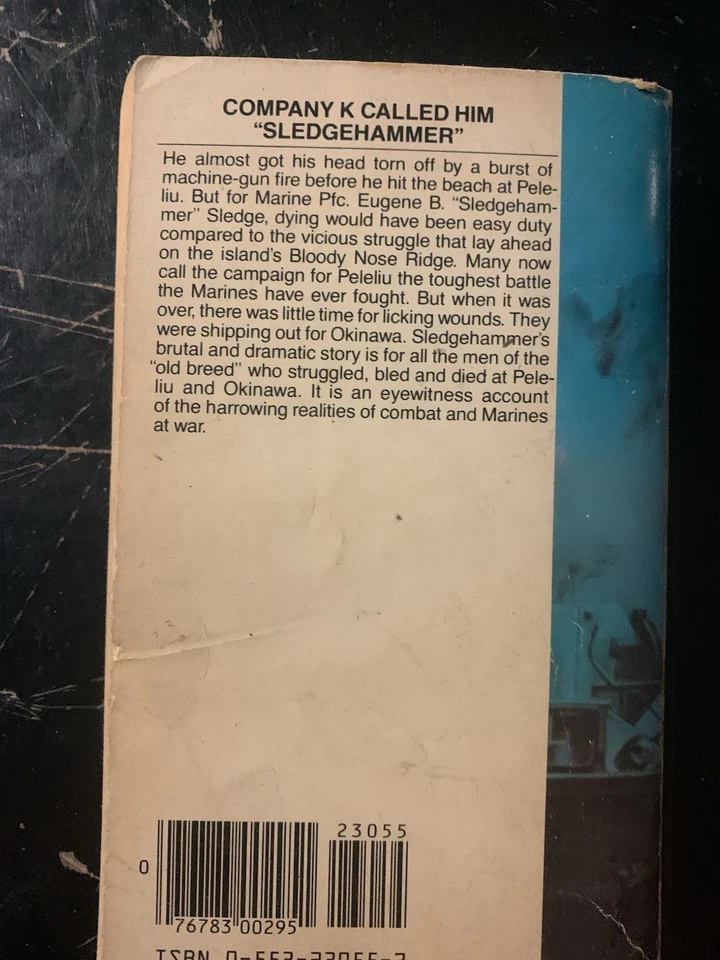 COMPANY K CALLED HIM
“SLEDGEHAMMER”
He almost got his head torn off by a burst of
machine-gun fire before he hit the beach at Pele-
liu. But for Marine Pfc. Eugene B. “Sledgeham-
mer” Sledge, dying would have been easy duty
compared to the vicious struggle that lay ahead
on the island's Bloody Nose Ridge. Many now
call the campaign for Peleliu the toughest battle
the Marines have ever fought. But when it was
over, there was little time for licking wounds. They
were shipping out for Okinawa. Sledgehammer's
brutal and dramatic story is for all the men of the
“old breed” who struggled, bled and died at Pele-
liu and Okinawa. It is an eyewitness account
of the harrowing realities of combat and Marines
at war.
23055
0
76783 00295
ISBN